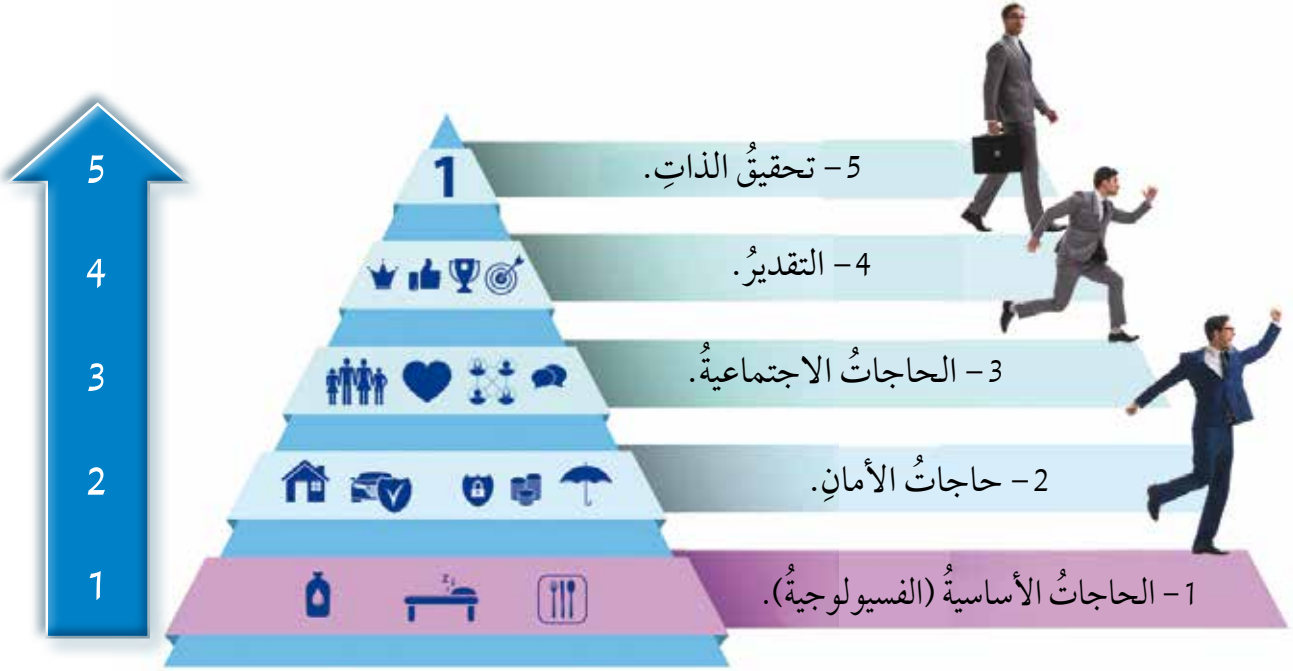 5
5 – تحقيقُ الذاتِ.
1
4
4 – التقديرُ.
3
3 – الحاجاتُ الاجتماعيةُ.
2
2 – حاجاتُ الأمانِ.
1
1 – الحاجاتُ الأساسيةُ (الفسيولوجيةُ).